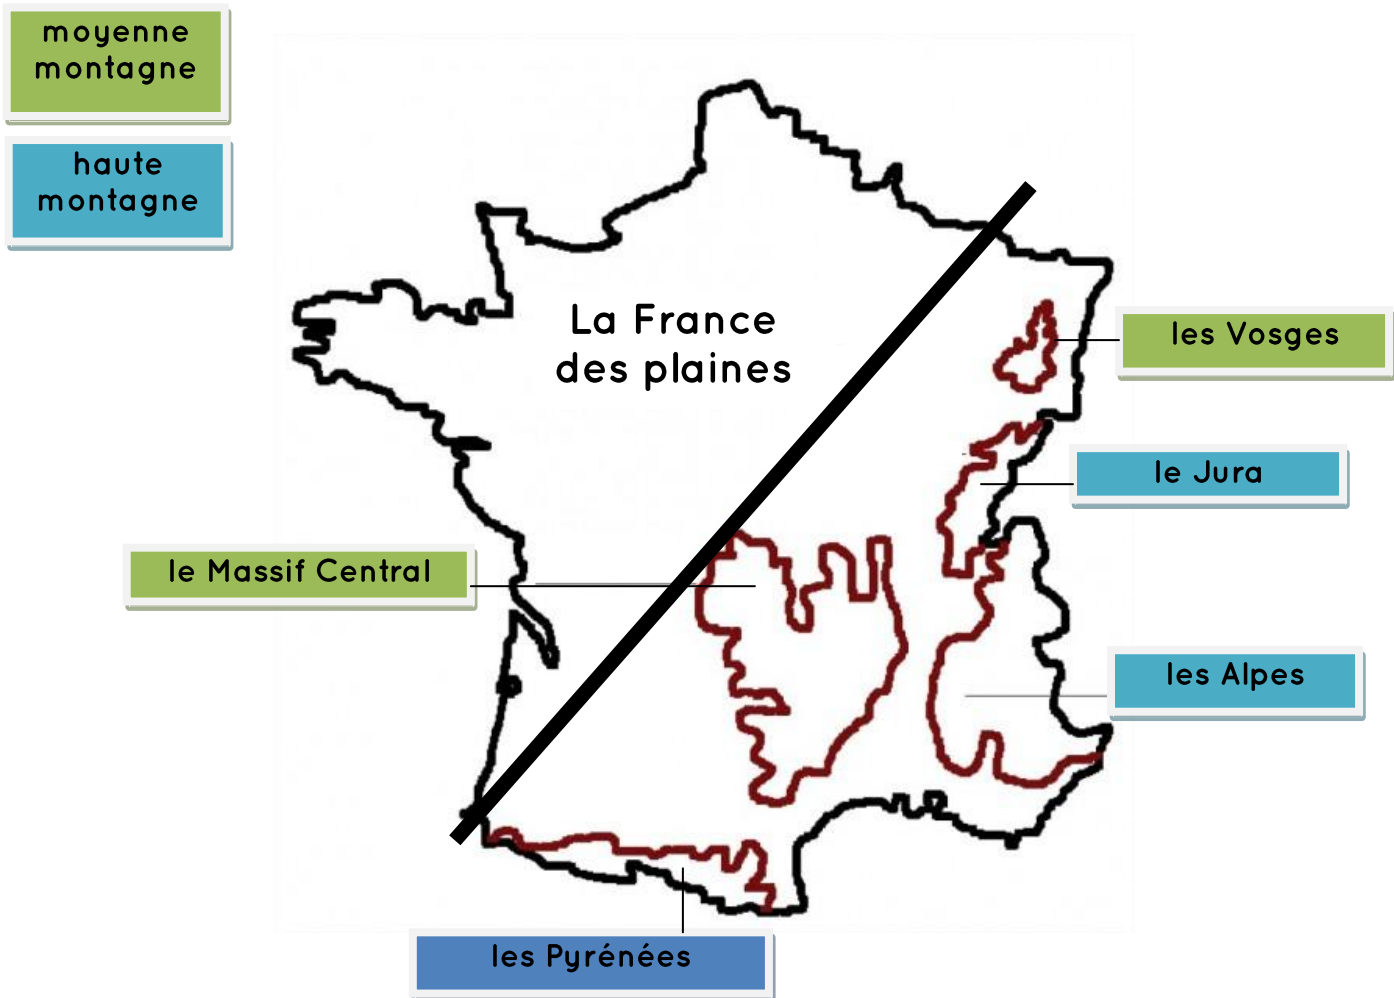 moyenne
montagne
haute
montagne
La France
des plaines
les Vosges
le Jura
le Massif Central
les Alpes
les Pyrénées